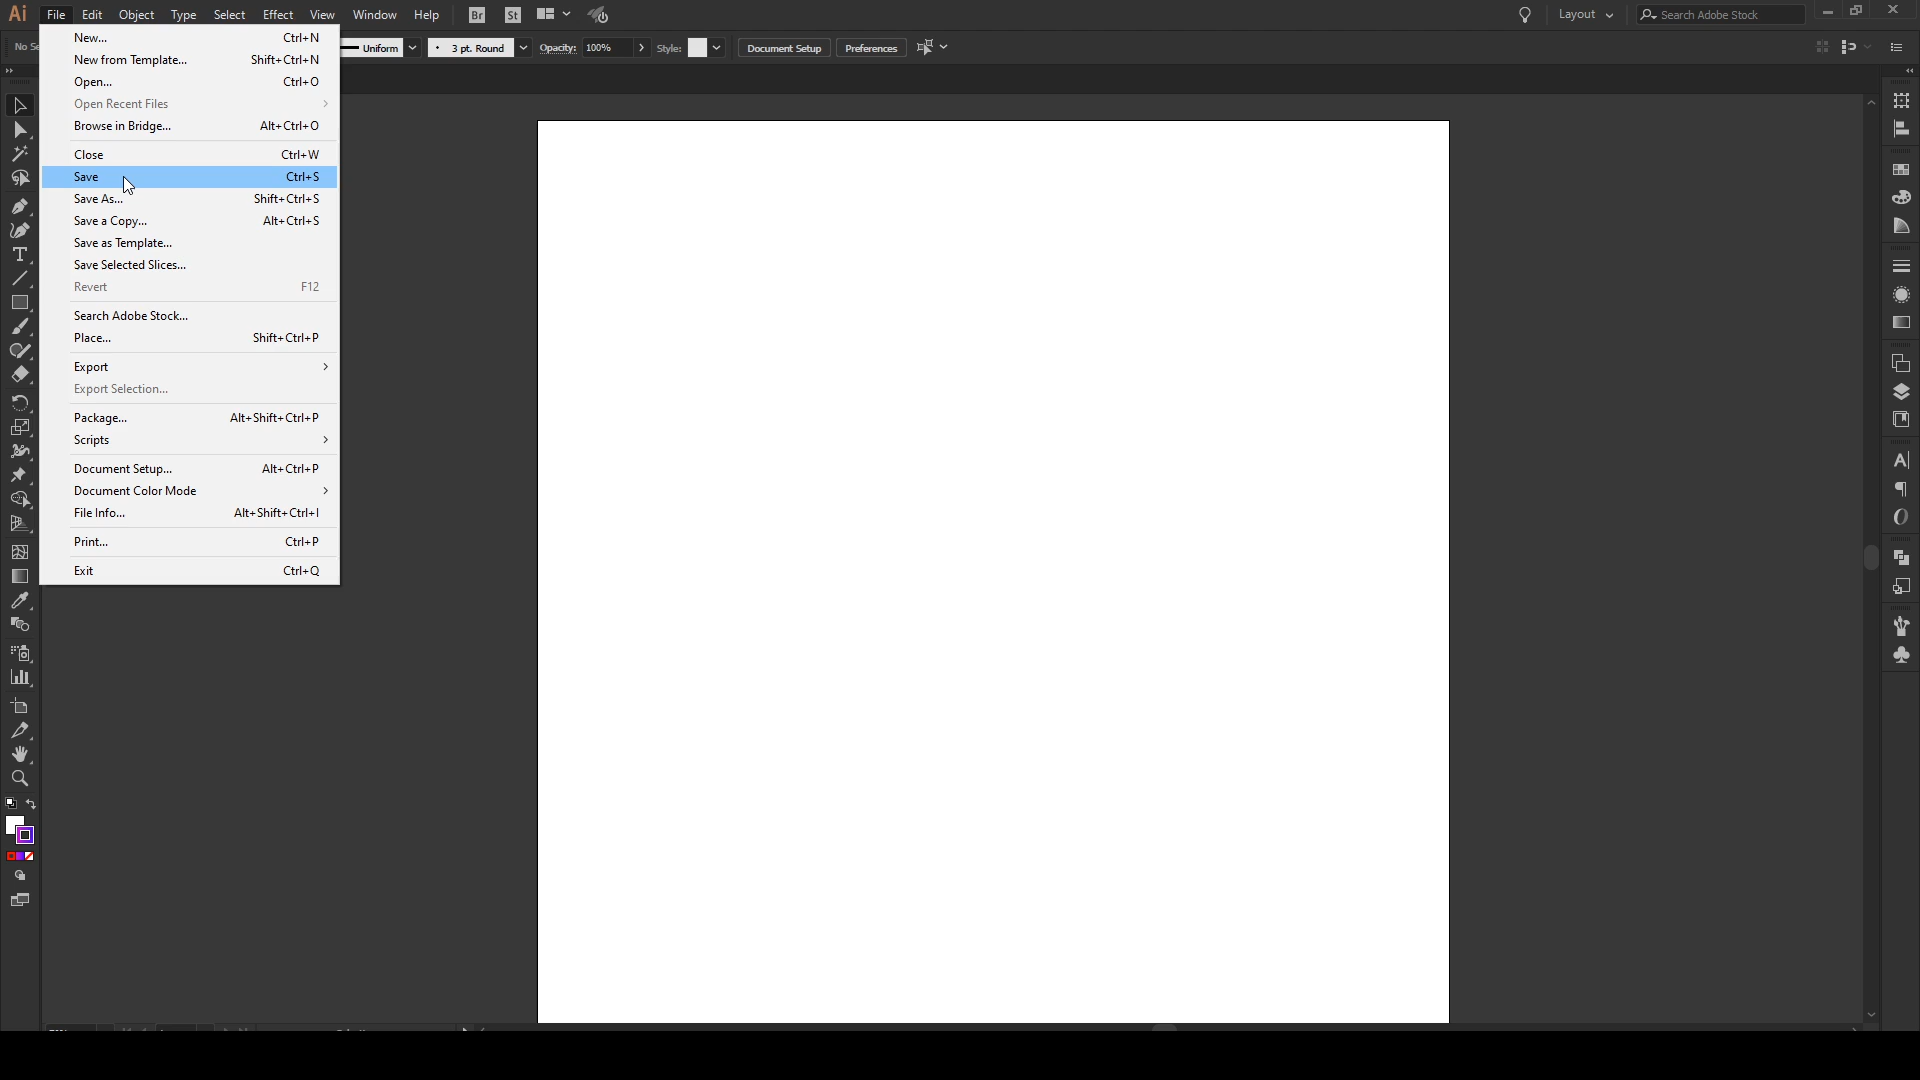 Ai File Edit Object Type Select Effect View Window Help Br St Layout Search Adobe Stock
No Se Uniform 3 pt. Round Opacity: 100% Style: Document Setup Preferences
New... Ctrl+N
New from Template... Shift+Ctrl+N
Open... Ctrl+O
Open Recent Files
Browse in Bridge... Alt+Ctrl+O
Close Ctrl+W
Save Ctrl+S
Save As... Shift+Ctrl+S
Save a Copy... Alt+Ctrl+S
Save as Template...
Save Selected Slices...
Revert F12
Search Adobe Stock...
Place... Shift+Ctrl+P
Export
Export Selection...
Package... Alt+Shift+Ctrl+P
Scripts
Document Setup... Alt+Ctrl+P
Document Color Mode
File Info... Alt+Shift+Ctrl+I
Print... Ctrl+P
Exit Ctrl+Q